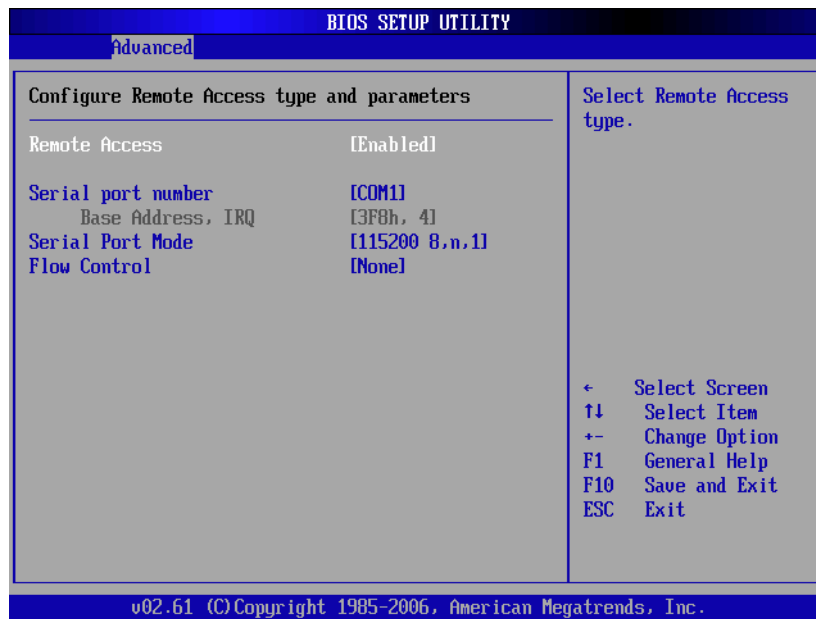 BIOS SETUP UTILITY
Advanced
Configure Remote Access type and parameters
Remote Access [Enabled]
Serial port number [COM1]
Base Address, IRQ [3F8h, 4]
Serial Port Mode [115200 8,n,1]
Flow Control [None]
Select Remote Access
type.
← Select Screen
↑↓ Select Item
+- Change Option
F1 General Help
F10 Save and Exit
ESC Exit
v02.61 (C)Copyright 1985-2006, American Megatrends, Inc.